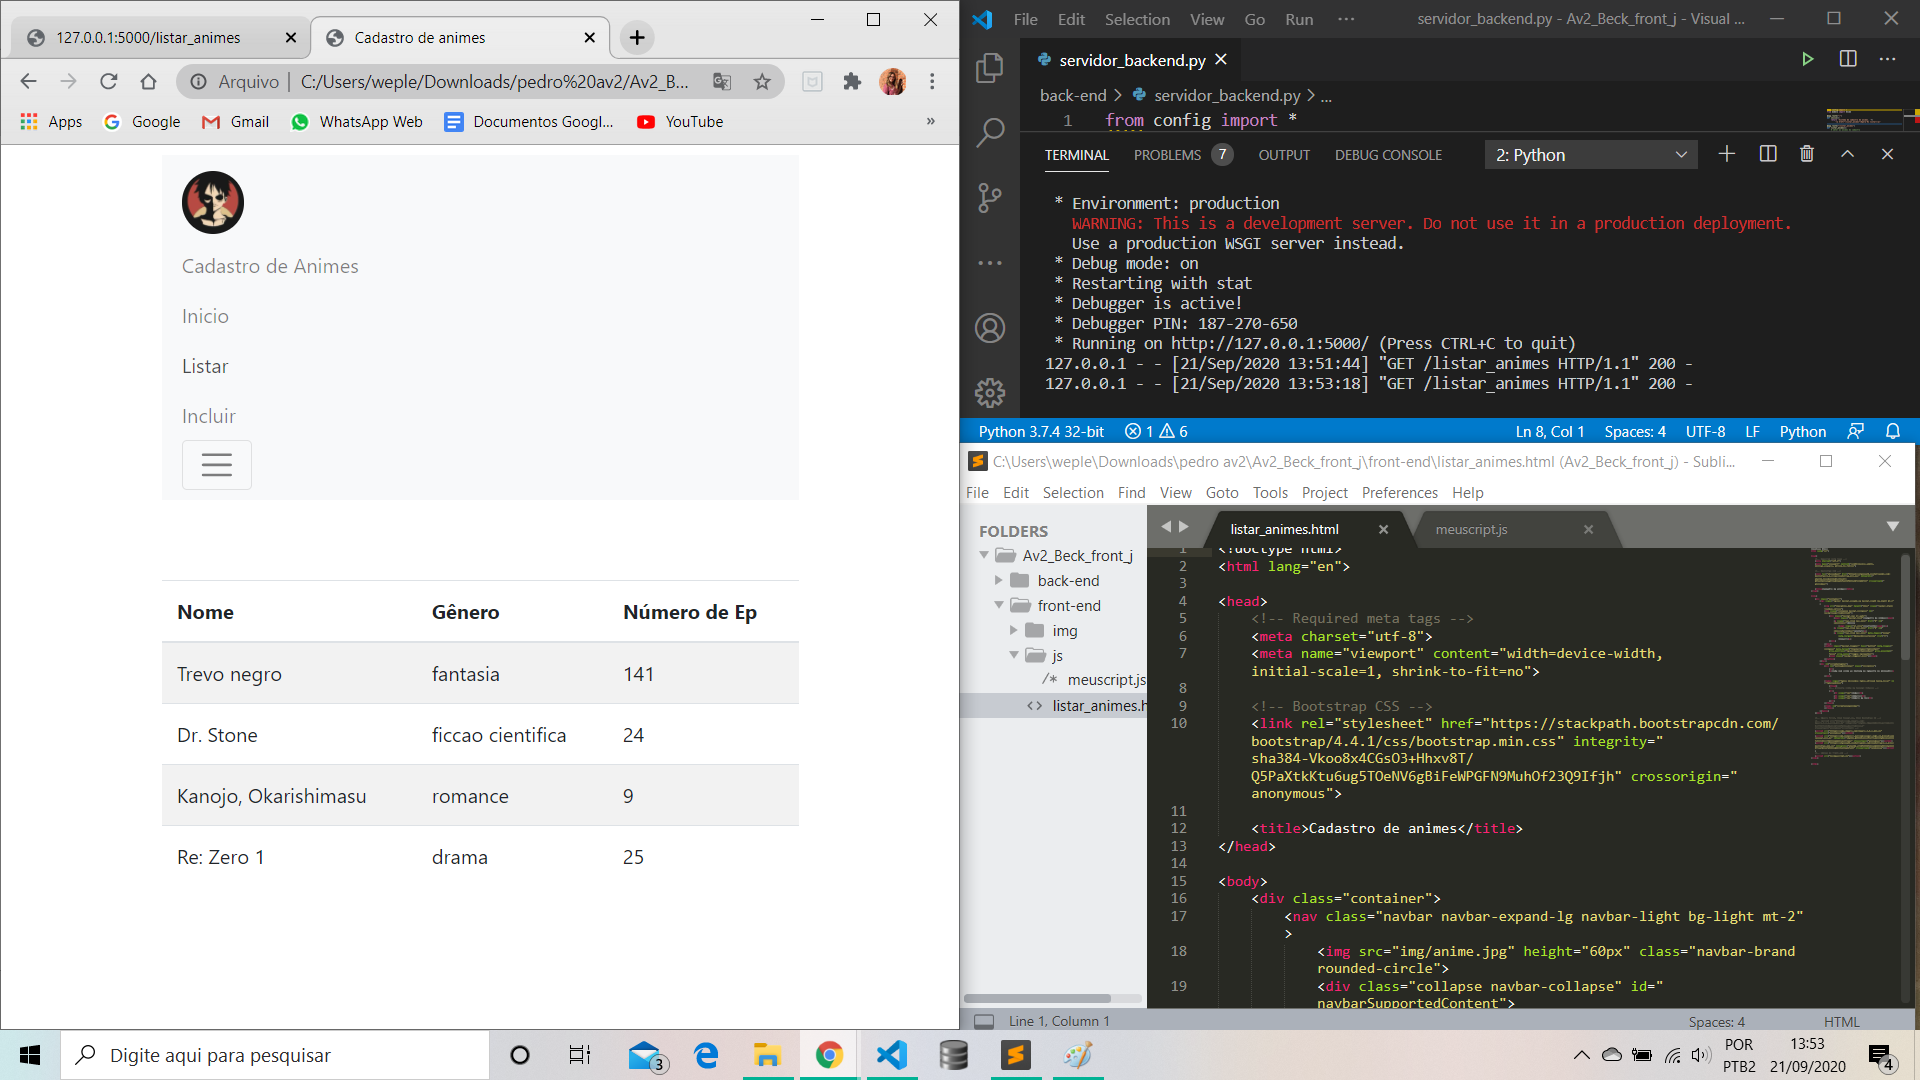 127.0.0.1:5000/listar_animes
Cadastro de animes
Arquivo | C:/Users/weple/Downloads/pedro%20av2/Av2_B...
Apps Google Gmail WhatsApp Web Documentos Googl... YouTube »
Cadastro de Animes
Inicio
Listar
Incluir
Nome Gênero Número de Ep
Trevo negro fantasia 141
Dr. Stone ficcao cientifica 24
Kanojo, Okarishimasu romance 9
Re: Zero 1 drama 25
File Edit Selection View Go Run ··· servidor_backend.py - Av2_Beck_front_j - Visual ...
servidor_backend.py
back-end > servidor_backend.py > ...
1 from config import *
TERMINAL PROBLEMS 7 OUTPUT DEBUG CONSOLE 2: Python
* Environment: production
WARNING: This is a development server. Do not use it in a production deployment.
Use a production WSGI server instead.
* Debug mode: on
* Restarting with stat
* Debugger is active!
* Debugger PIN: 187-270-650
* Running on http://127.0.0.1:5000/ (Press CTRL+C to quit)
127.0.0.1 - - [21/Sep/2020 13:51:44] "GET /listar_animes HTTP/1.1" 200 -
127.0.0.1 - - [21/Sep/2020 13:53:18] "GET /listar_animes HTTP/1.1" 200 -
Python 3.7.4 32-bit 1 6 Ln 8, Col 1 Spaces: 4 UTF-8 LF Python
C:\Users\weple\Downloads\pedro av2\Av2_Beck_front_j\front-end\listar_animes.html (Av2_Beck_front_j) - Subli...
File Edit Selection Find View Goto Tools Project Preferences Help
FOLDERS
Av2_Beck_front_j
back-end
front-end
img
js
/* meuscript.js
<> listar_animes.h
listar_animes.html meuscript.js
1 <!doctype html>
2 <html lang="en">
3
4 <head>
5 <!-- Required meta tags -->
6 <meta charset="utf-8">
7 <meta name="viewport" content="width=device-width,
initial-scale=1, shrink-to-fit=no">
8
9 <!-- Bootstrap CSS -->
10 <link rel="stylesheet" href="https://stackpath.bootstrapcdn.com/
bootstrap/4.4.1/css/bootstrap.min.css" integrity="
sha384-Vkoo8x4CGsO3+Hhxv8T/
Q5PaXtkKtu6ug5TOeNV6gBiFeWPGFN9MuhOf23Q9Ifjh" crossorigin="
anonymous">
11
12 <title>Cadastro de animes</title>
13 </head>
14
15 <body>
16 <div class="container">
17 <nav class="navbar navbar-expand-lg navbar-light bg-light mt-2"
>
18 <img src="img/anime.jpg" height="60px" class="navbar-brand
rounded-circle">
19 <div class="collapse navbar-collapse" id="
navbarSupportedContent">
Line 1, Column 1 Spaces: 4 HTML
Digite aqui para pesquisar
3
POR
PTB2
13:53
21/09/2020
4